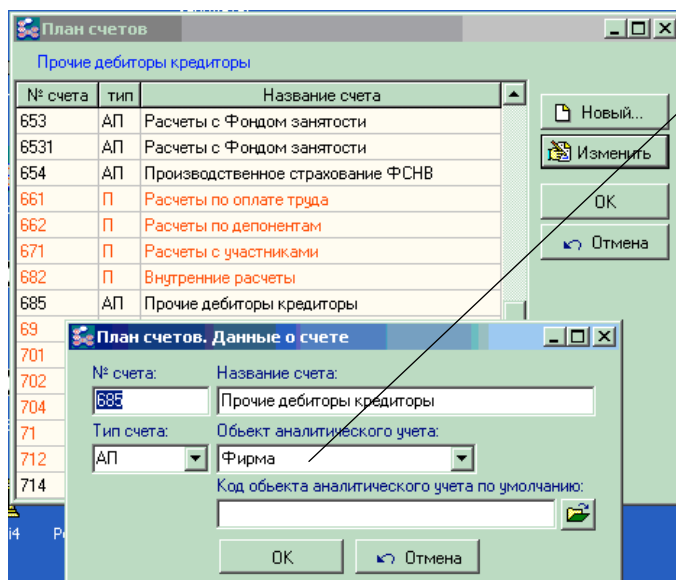 План счетов
Прочие дебиторы кредиторы
№ счета тип Название счета
653 АП Расчеты с Фондом занятости
6531 АП Расчеты с Фондом занятости
654 АП Производственное страхование ФСНВ
661 П Расчеты по оплате труда
662 П Расчеты по депонентам
671 П Расчеты с участниками
682 П Внутренние расчеты
685 АП Прочие дебиторы кредиторы
69
701
702
704
71
712
714
Новый...
Изменить
OK
Отмена
План счетов. Данные о счете
№ счета: Название счета:
685 Прочие дебиторы кредиторы
Тип счета: Обьект аналитического учета:
АП Фирма
Код обьекта аналитического учета по умолчанию:
OK Отмена